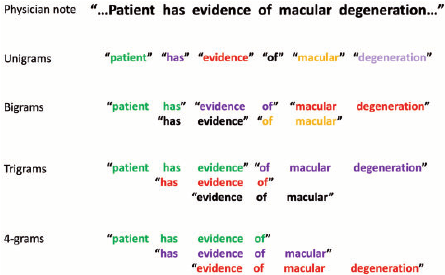 Physician note “...Patient has evidence of macular degeneration...”
Unigrams “patient” “has” “evidence” “of” “macular” “degeneration”
Bigrams “patient has” “evidence of” “macular degeneration”
“has evidence” “of macular”
Trigrams “patient has evidence” “of macular degeneration”
“has evidence of”
“evidence of macular”
4-grams “patient has evidence of”
“has evidence of macular”
“evidence of macular degeneration”